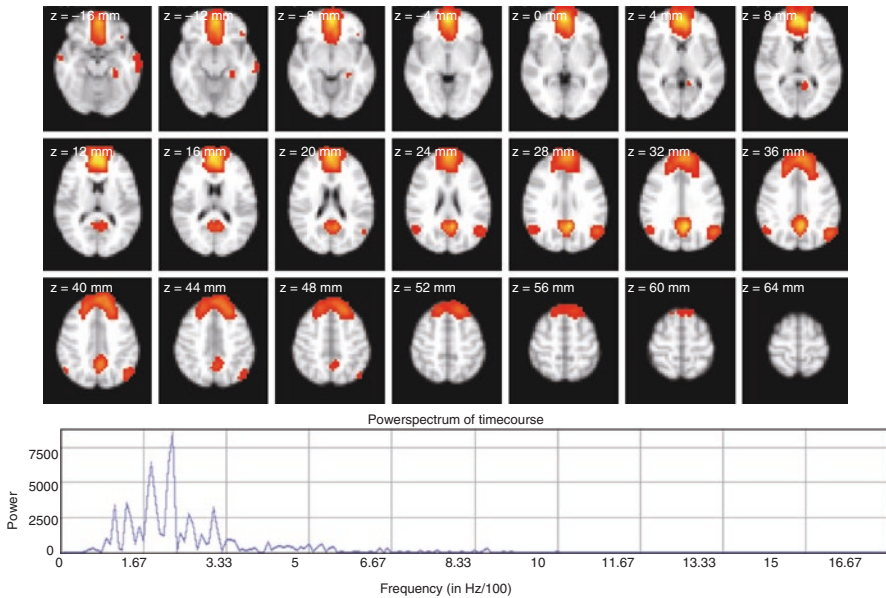 z = −16 mm z = −12 mm z = −8 mm z = −4 mm z = 0 mm z = 4 mm z = 8 mm
z = 12 mm z = 16 mm z = 20 mm z = 24 mm z = 28 mm z = 32 mm z = 36 mm
z = 40 mm z = 44 mm z = 48 mm z = 52 mm z = 56 mm z = 60 mm z = 64 mm
Powerspectrum of timecourse
7500
5000
2500
0
Power
0 1.67 3.33 5 6.67 8.33 10 11.67 13.33 15 16.67
Frequency (in Hz/100)